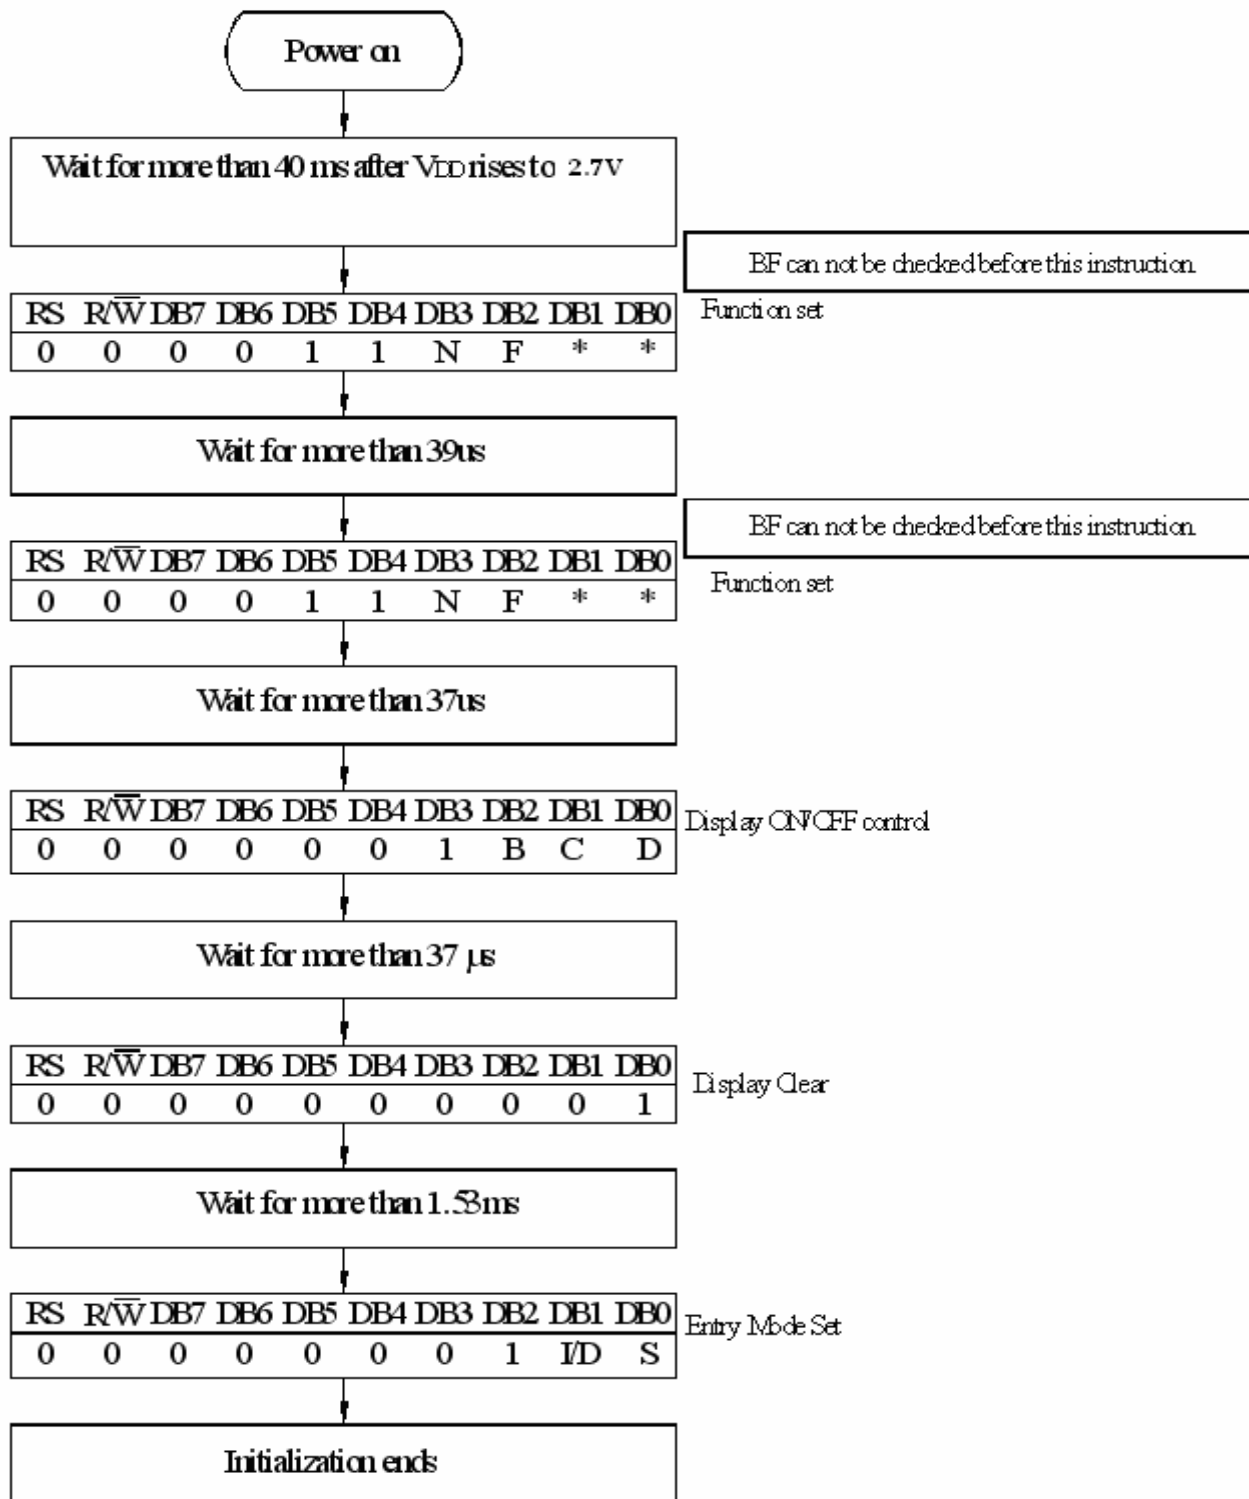 Power on
Wait for more than 40 ms after VDD rises to 2.7V
BF can not be checked before this instruction.
RS R/W̅ DB7 DB6 DB5 DB4 DB3 DB2 DB1 DB0
Function set
0 0 0 0 1 1 N F * *
Wait for more than 39us
BF can not be checked before this instruction.
RS R/W̅ DB7 DB6 DB5 DB4 DB3 DB2 DB1 DB0
Function set
0 0 0 0 1 1 N F * *
Wait for more than 37us
RS R/W̅ DB7 DB6 DB5 DB4 DB3 DB2 DB1 DB0
Display ON/OFF control
0 0 0 0 0 0 1 B C D
Wait for more than 37 μs
RS R/W̅ DB7 DB6 DB5 DB4 DB3 DB2 DB1 DB0
Display Clear
0 0 0 0 0 0 0 0 0 1
Wait for more than 1.53ms
RS R/W̅ DB7 DB6 DB5 DB4 DB3 DB2 DB1 DB0
Entry Mode Set
0 0 0 0 0 0 0 1 I/D S
Initialization ends